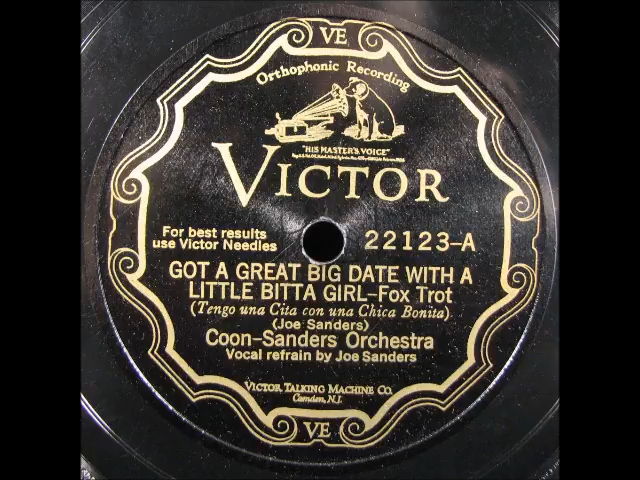 VE
Orthophonic Recording
"HIS MASTER'S VOICE"
VICTOR
For best results
use Victor Needles
22123-A
GOT A GREAT BIG DATE WITH A
LITTLE BITTA GIRL-Fox Trot
(Tengo una Cita con una Chica Bonita)
(Joe Sanders)
Coon-Sanders Orchestra
Vocal refrain by Joe Sanders
VICTOR TALKING MACHINE CO.
Camden, N.J.
VE